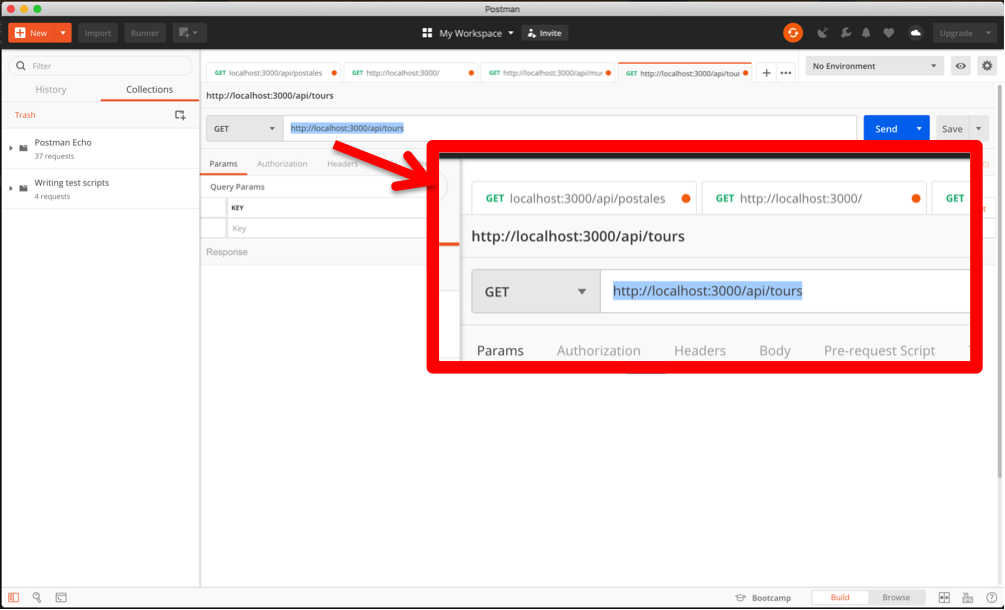 Postman
New
Import
Runner
My Workspace
Invite
Upgrade
Filter
History
Collections
Trash
Postman Echo
37 requests
Writing test scripts
4 requests
GET localhost:3000/api/postales
GET http://localhost:3000/
GET http://localhost:3000/api/mur
GET http://localhost:3000/api/tour
No Environment
http://localhost:3000/api/tours
GET
http://localhost:3000/api/tours
Send
Save
Params
Authorization
Headers
Query Params
KEY
Key
Response
GET localhost:3000/api/postales
GET http://localhost:3000/
GET
http://localhost:3000/api/tours
GET
http://localhost:3000/api/tours
Params
Authorization
Headers
Body
Pre-request Script
Bootcamp
Build
Browse